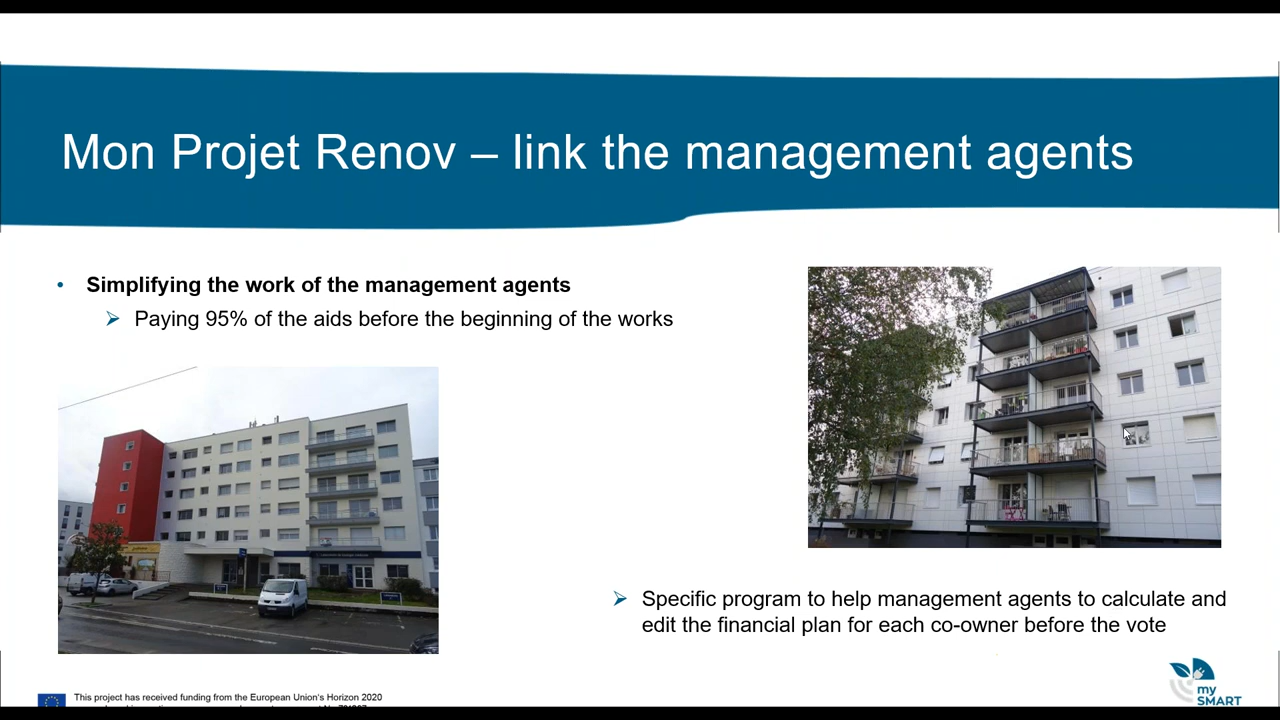 Mon Projet Renov – link the management agents
• Simplifying the work of the management agents
➢ Paying 95% of the aids before the beginning of the works
➢ Specific program to help management agents to calculate and
edit the financial plan for each co-owner before the vote
This project has received funding from the European Union's Horizon 2020
my
SMART